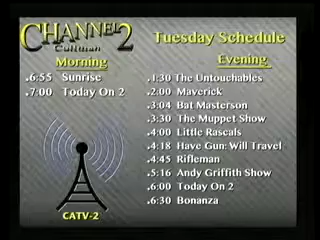 CHANNEL 2
Cullman
Morning
.6:55 Sunrise
.7:00 Today On 2
CATV-2
Tuesday Schedule
Evening
.1:30 The Untouchables
.2:00 Maverick
.3:04 Bat Masterson
.3:30 The Muppet Show
.4:00 Little Rascals
.4:18 Have Gun: Will Travel
.4:45 Rifleman
.5:16 Andy Griffith Show
.6:00 Today On 2
.6:30 Bonanza